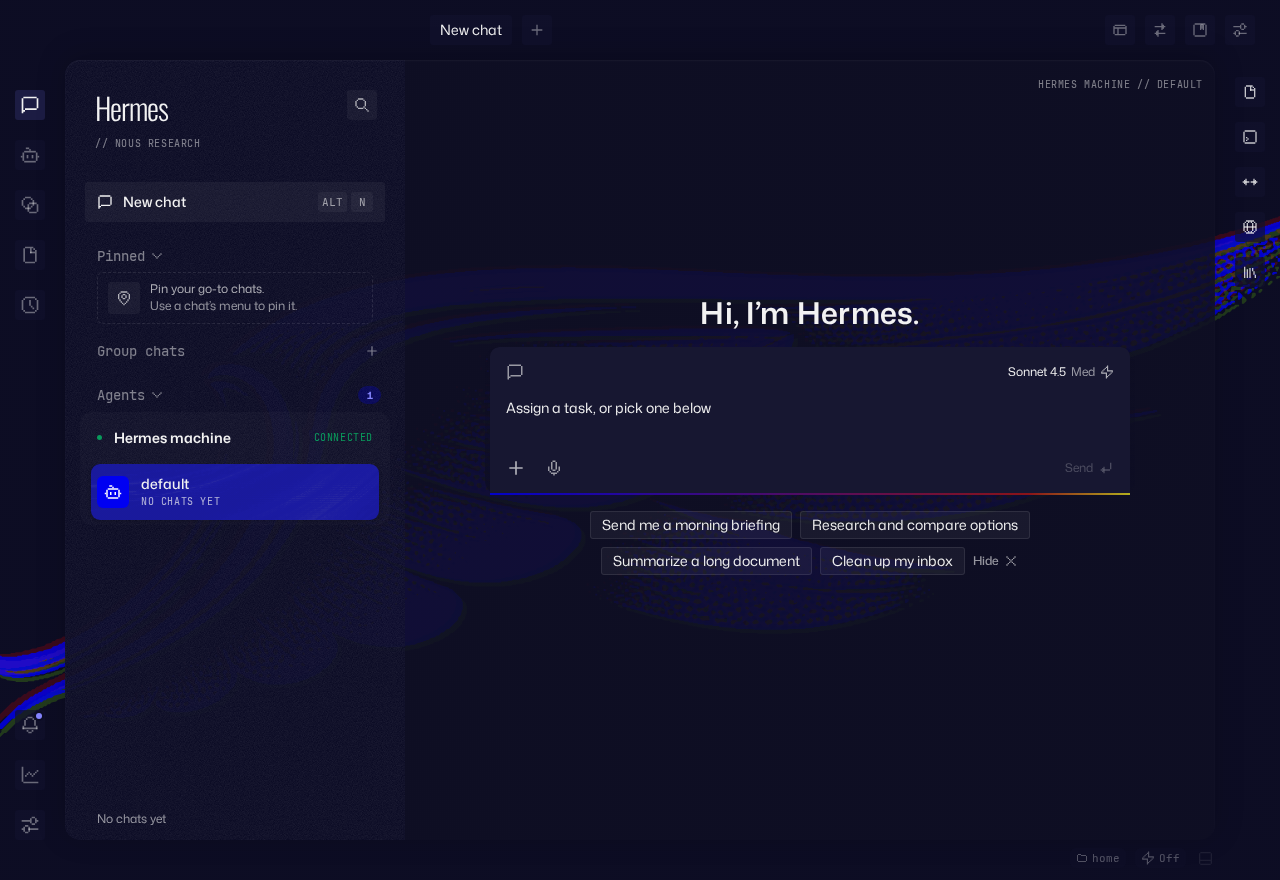 New chat
HERMES MACHINE // DEFAULT
Hermes
// NOUS RESEARCH
New chat
ALT N
Pinned
Pin your go-to chats.
Use a chat's menu to pin it.
Group chats
Agents
1
Hermes machine
CONNECTED
default
NO CHATS YET
No chats yet
Hi, I’m Hermes.
Sonnet 4.5 Med
Assign a task, or pick one below
Send
Send me a morning briefing
Research and compare options
Summarize a long document
Clean up my inbox
Hide
home
Off